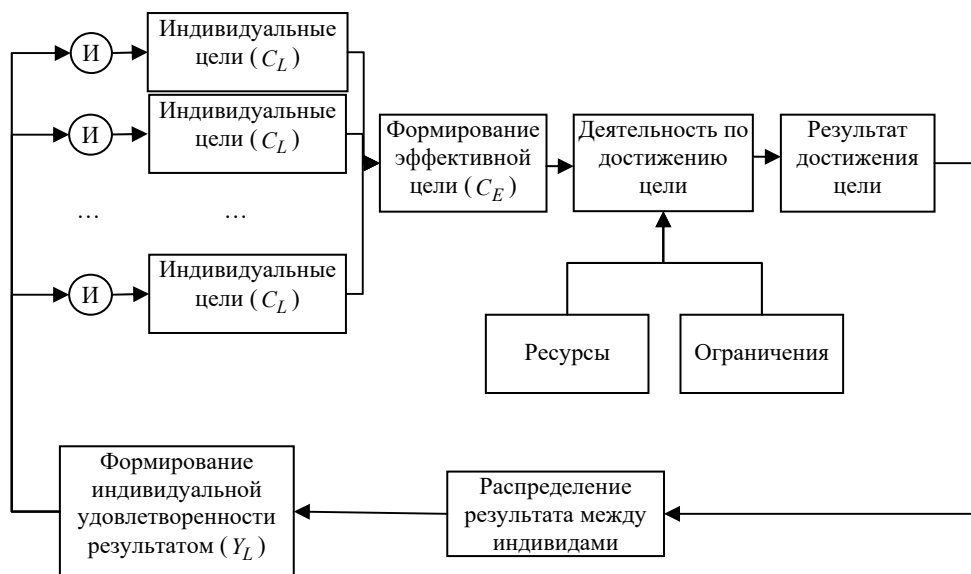 И
Индивидуальные
цели ( C_L )
И
Индивидуальные
цели ( C_L )
... ...
И
Индивидуальные
цели ( C_L )
Формирование
эффективной
цели ( C_E )
Деятельность по
достижению
цели
Результат
достижения
цели
Ресурсы
Ограничения
Формирование
индивидуальной
удовлетворенности
результатом ( Y_L )
Распределение
результата между
индивидами